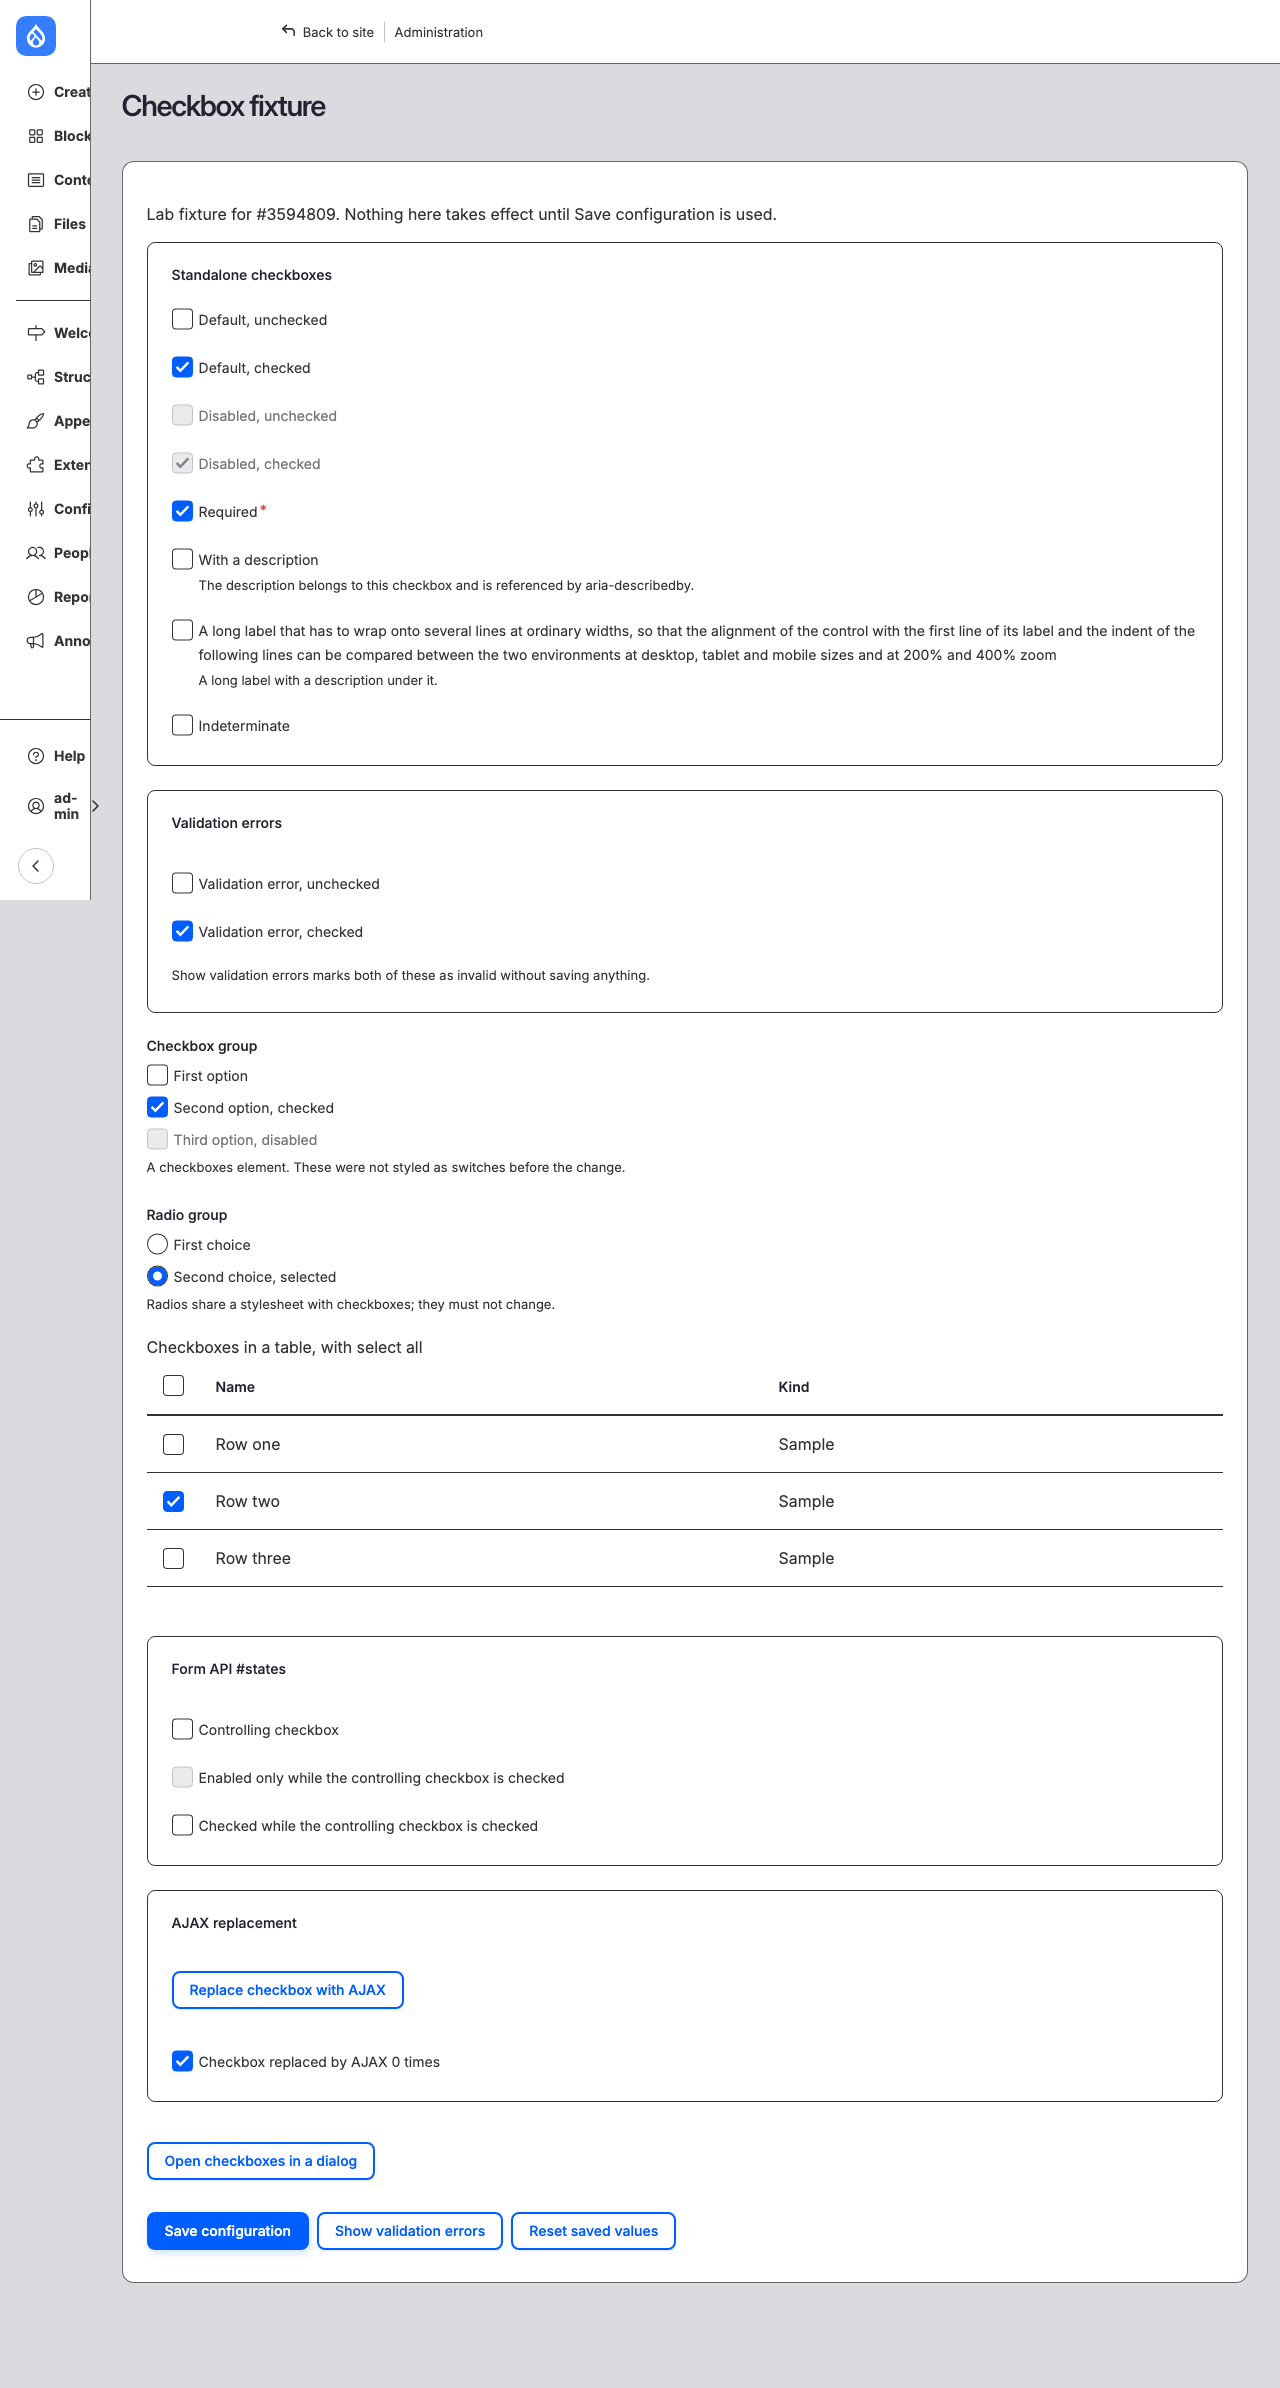 Back to site
Administration
Creat
Block
Conte
Files
Media
Welco
Struc
Appe
Exten
Confi
Peopl
Repor
Anno
Help
ad-
min
Checkbox fixture
Lab fixture for #3594809. Nothing here takes effect until Save configuration is used.
Standalone checkboxes
Default, unchecked
Default, checked
Disabled, unchecked
Disabled, checked
Required*
With a description
The description belongs to this checkbox and is referenced by aria-describedby.
A long label that has to wrap onto several lines at ordinary widths, so that the alignment of the control with the first line of its label and the indent of the
following lines can be compared between the two environments at desktop, tablet and mobile sizes and at 200% and 400% zoom
A long label with a description under it.
Indeterminate
Validation errors
Validation error, unchecked
Validation error, checked
Show validation errors marks both of these as invalid without saving anything.
Checkbox group
First option
Second option, checked
Third option, disabled
A checkboxes element. These were not styled as switches before the change.
Radio group
First choice
Second choice, selected
Radios share a stylesheet with checkboxes; they must not change.
Checkboxes in a table, with select all
Name Kind
Row one Sample
Row two Sample
Row three Sample
Form API #states
Controlling checkbox
Enabled only while the controlling checkbox is checked
Checked while the controlling checkbox is checked
AJAX replacement
Replace checkbox with AJAX
Checkbox replaced by AJAX 0 times
Open checkboxes in a dialog
Save configuration
Show validation errors
Reset saved values